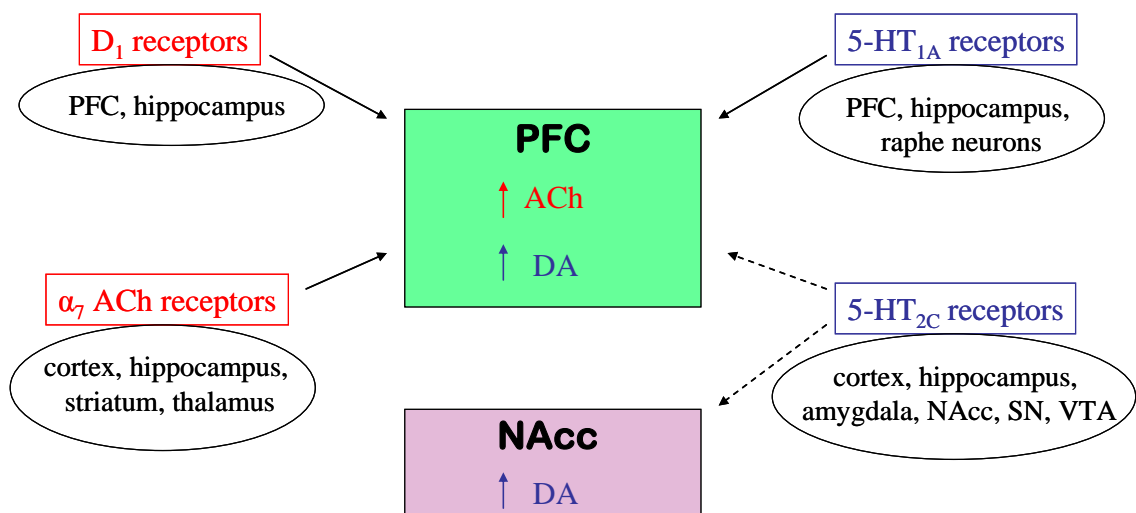 D₁ receptors
PFC, hippocampus
5-HT₁A receptors
PFC, hippocampus,
raphe neurons
PFC
↑ ACh
↑ DA
α₇ ACh receptors
cortex, hippocampus,
striatum, thalamus
5-HT₂C receptors
cortex, hippocampus,
amygdala, NAcc, SN, VTA
NAcc
↑ DA